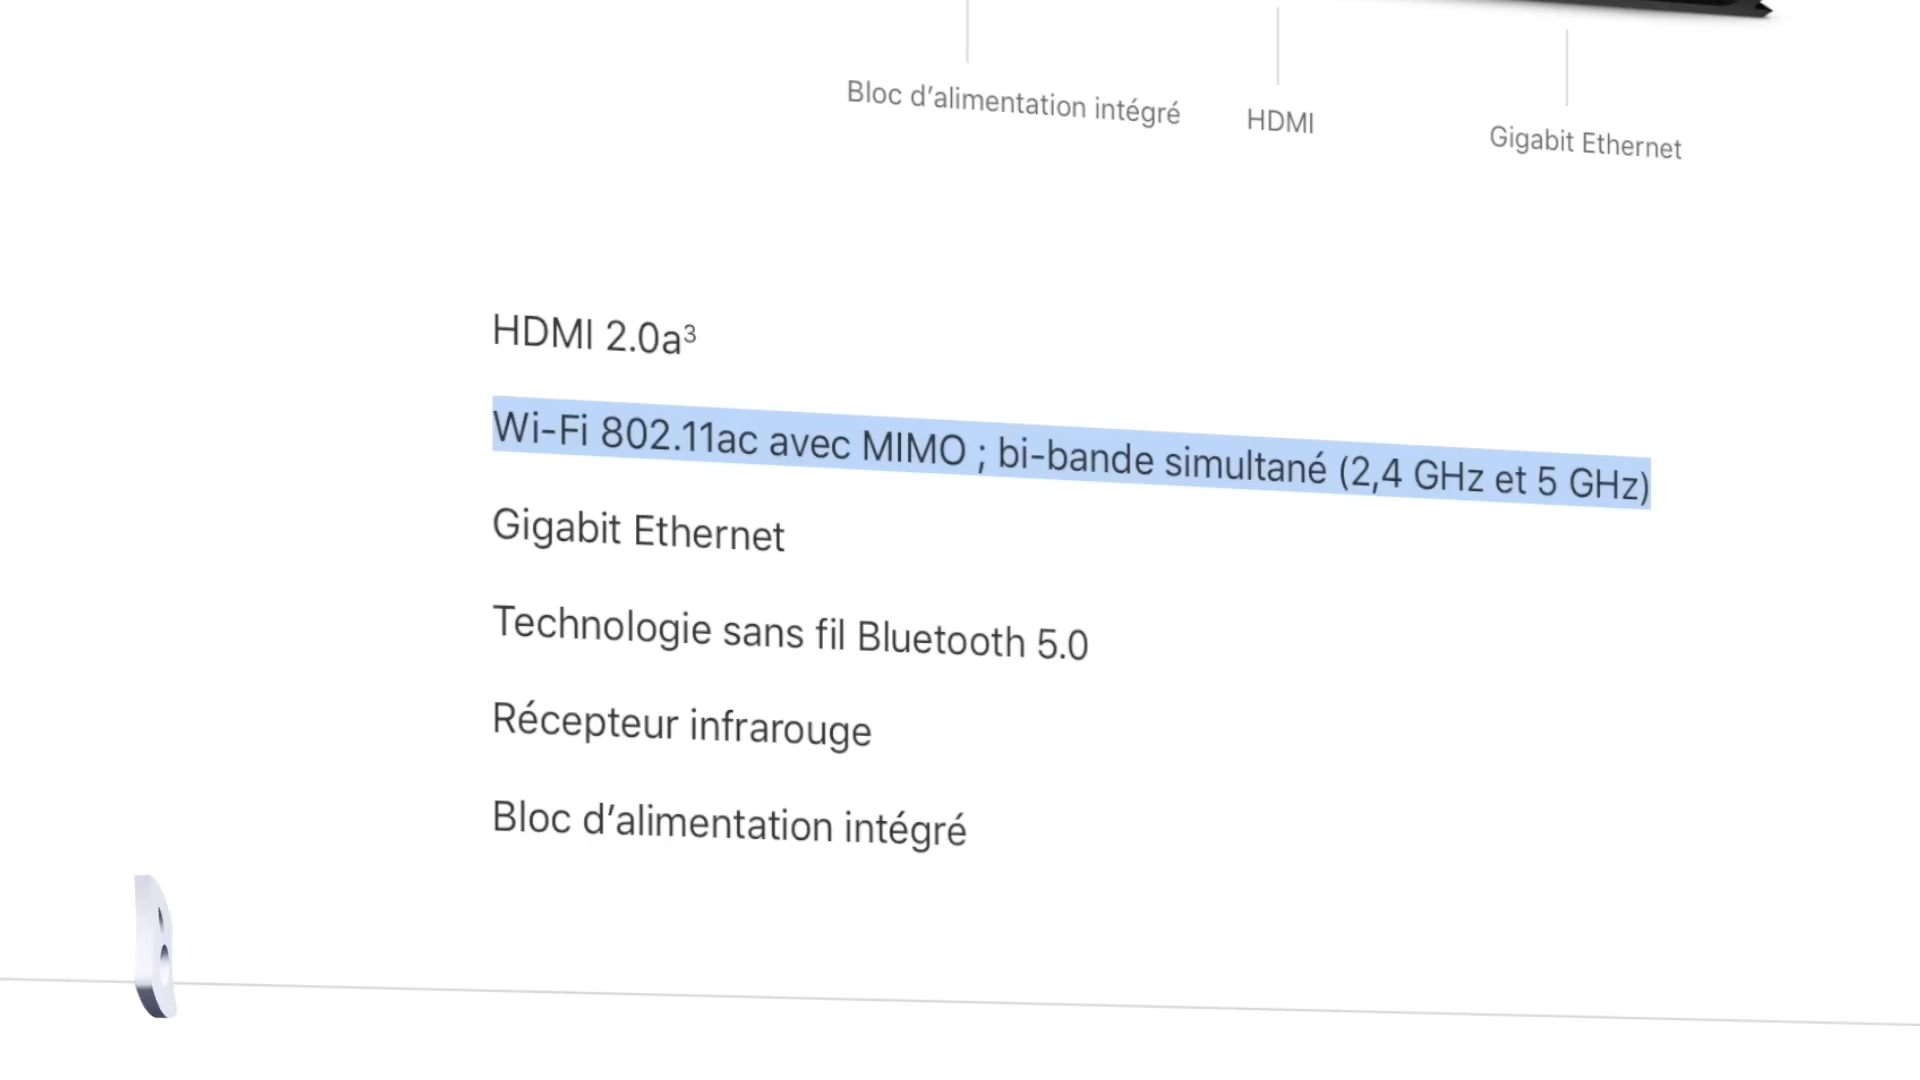 Bloc d’alimentation intégré
HDMI
Gigabit Ethernet
HDMI 2.0a³
Wi-Fi 802.11ac avec MIMO ; bi-bande simultané (2,4 GHz et 5 GHz)
Gigabit Ethernet
Technologie sans fil Bluetooth 5.0
Récepteur infrarouge
Bloc d’alimentation intégré